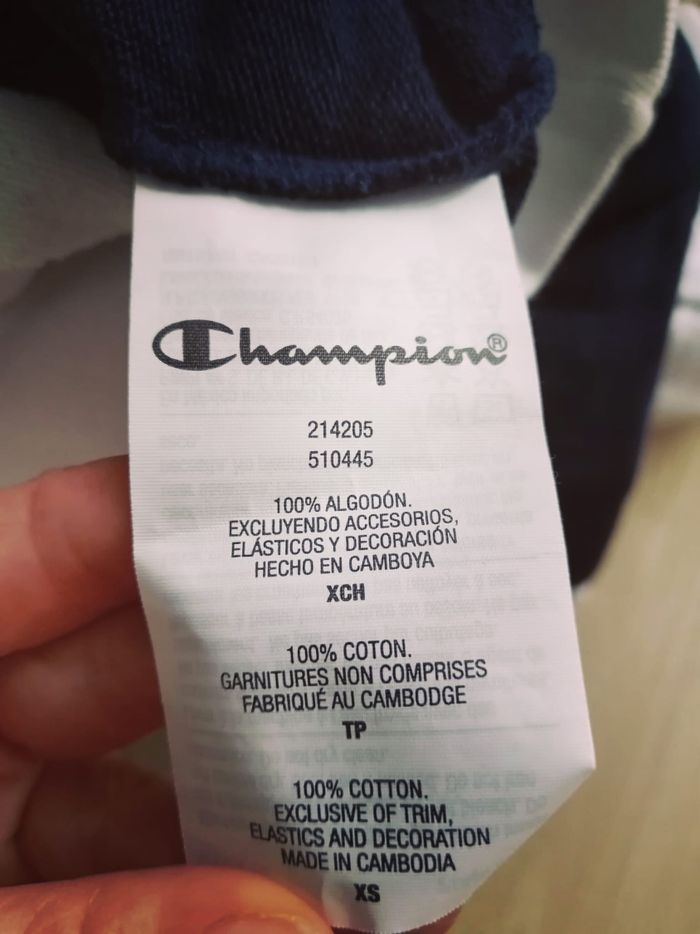 Champion®
214205
510445
100% ALGODÓN.
EXCLUYENDO ACCESORIOS,
ELÁSTICOS Y DECORACIÓN
HECHO EN CAMBOYA
XCH
100% COTON.
GARNITURES NON COMPRISES
FABRIQUÉ AU CAMBODGE
TP
100% COTTON.
EXCLUSIVE OF TRIM,
ELASTICS AND DECORATION
MADE IN CAMBODIA
XS